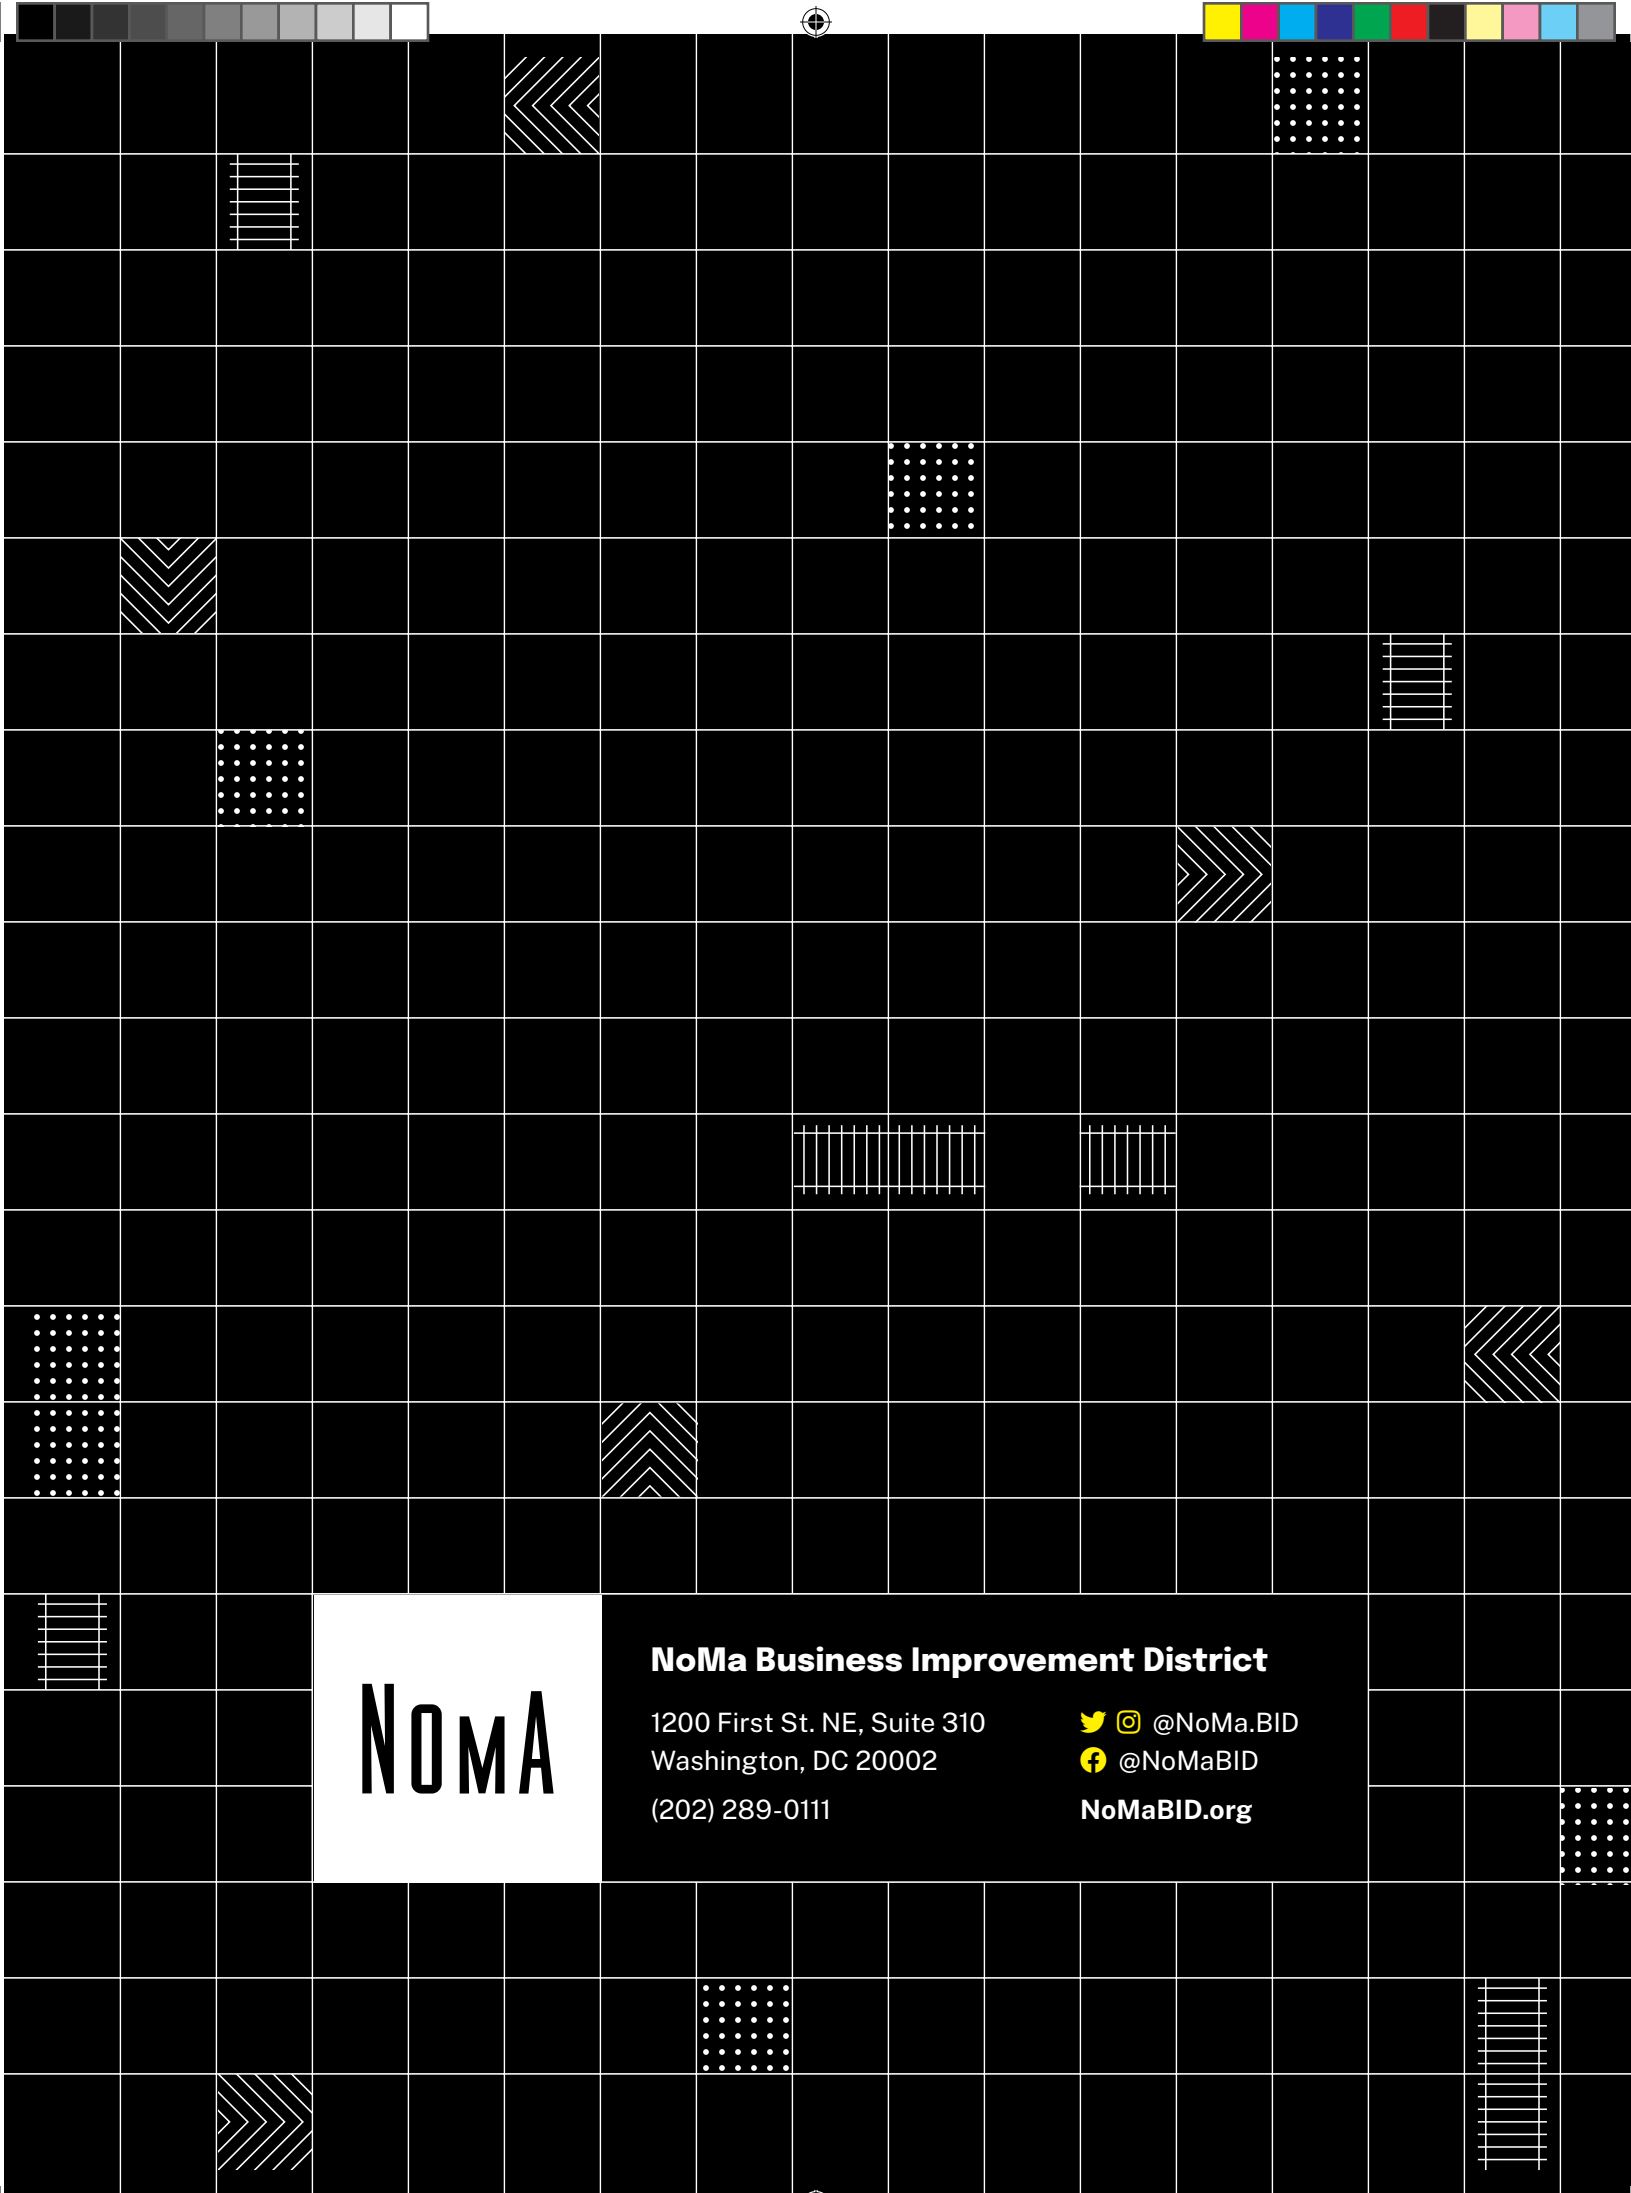 NoMA
NoMa Business Improvement District
1200 First St. NE, Suite 310
Washington, DC 20002
(202) 289-0111
@NoMa.BID
@NoMaBID
NoMaBID.org